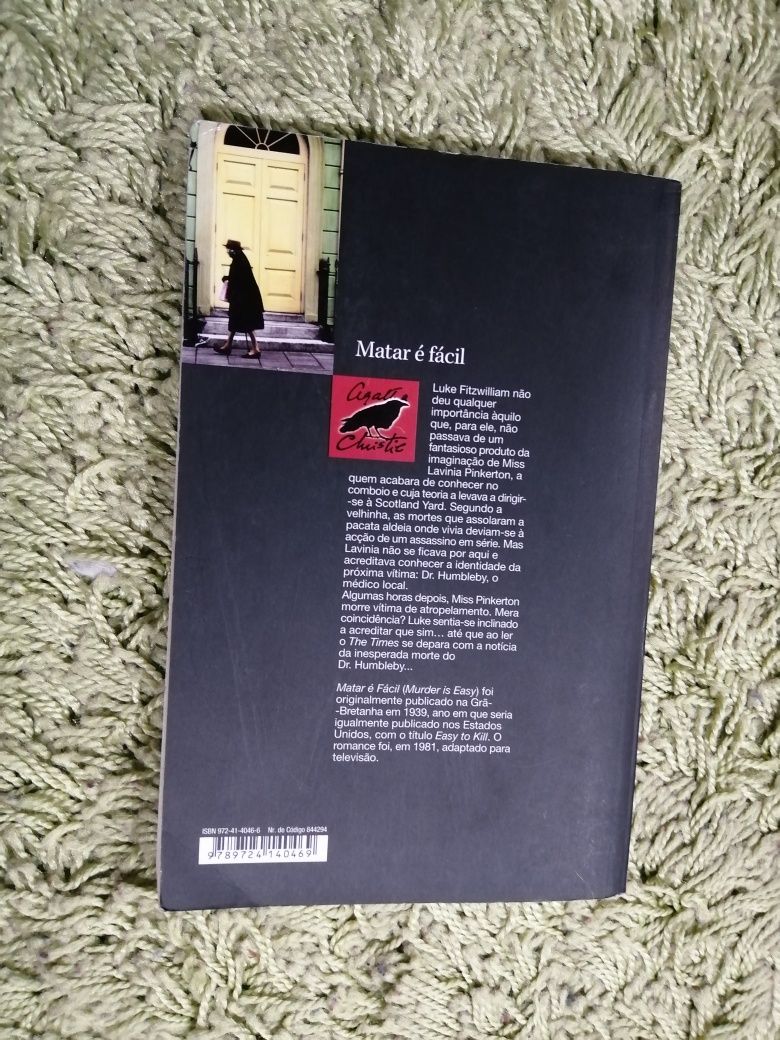 Matar é fácil
Agatha
Christie
Luke Fitzwilliam não
deu qualquer
importância àquilo
que, para ele, não
passava de um
fantasioso produto da
imaginação de Miss
Lavinia Pinkerton, a
quem acabara de conhecer no
comboio e cuja teoria a levava a dirigir-
-se à Scotland Yard. Segundo a
velhinha, as mortes que assolaram a
pacata aldeia onde vivia deviam-se à
acção de um assassino em série. Mas
Lavinia não se ficava por aqui e
acreditava conhecer a identidade da
próxima vítima: Dr. Humbleby, o
médico local.
Algumas horas depois, Miss Pinkerton
morre vítima de atropelamento. Mera
coincidência? Luke sentia-se inclinado
a acreditar que sim... até que ao ler
o The Times se depara com a notícia
da inesperada morte do
Dr. Humbleby...
Matar é Fácil (Murder is Easy) foi
originalmente publicado na Grã-
-Bretanha em 1939, ano em que seria
igualmente publicado nos Estados
Unidos, com o título Easy to Kill. O
romance foi, em 1981, adaptado para
televisão.
ISBN 972-41-4046-6 Nr. de Código 844294
9 789724 140469